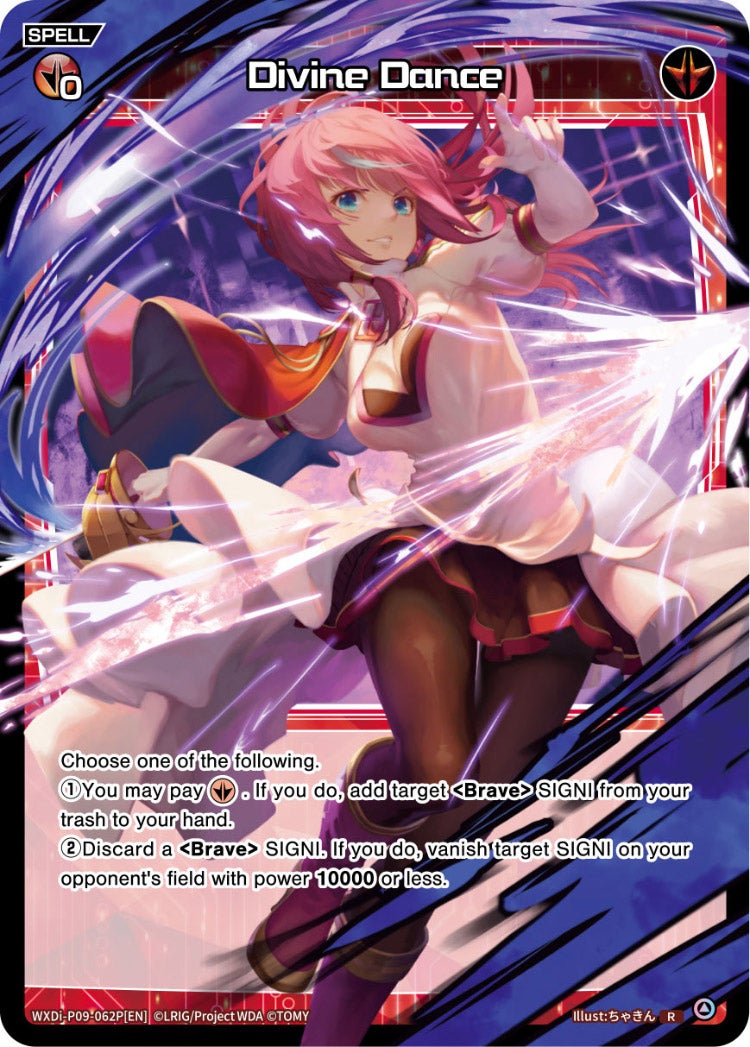 SPELL
0
Divine Dance
Choose one of the following.
①You may pay . If you do, add target <Brave> SIGNI from your
trash to your hand.
②Discard a <Brave> SIGNI. If you do, vanish target SIGNI on your
opponent's field with power 10000 or less.
WXDi-P09-062P[EN] ©LRIG/Project WDA ©TOMY
Illust:ちゃきん R